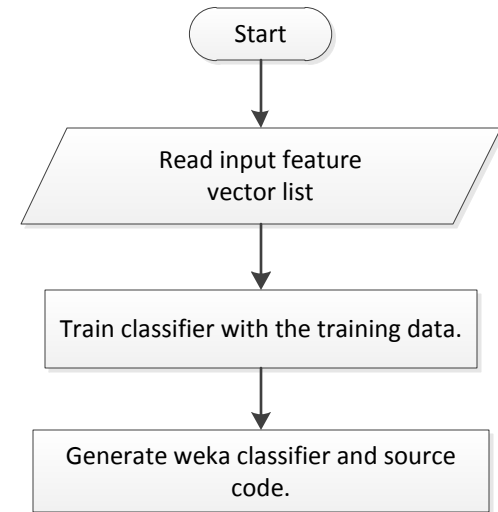 Start
Read input feature
vector list
Train classifier with the training data.
Generate weka classifier and source
code.